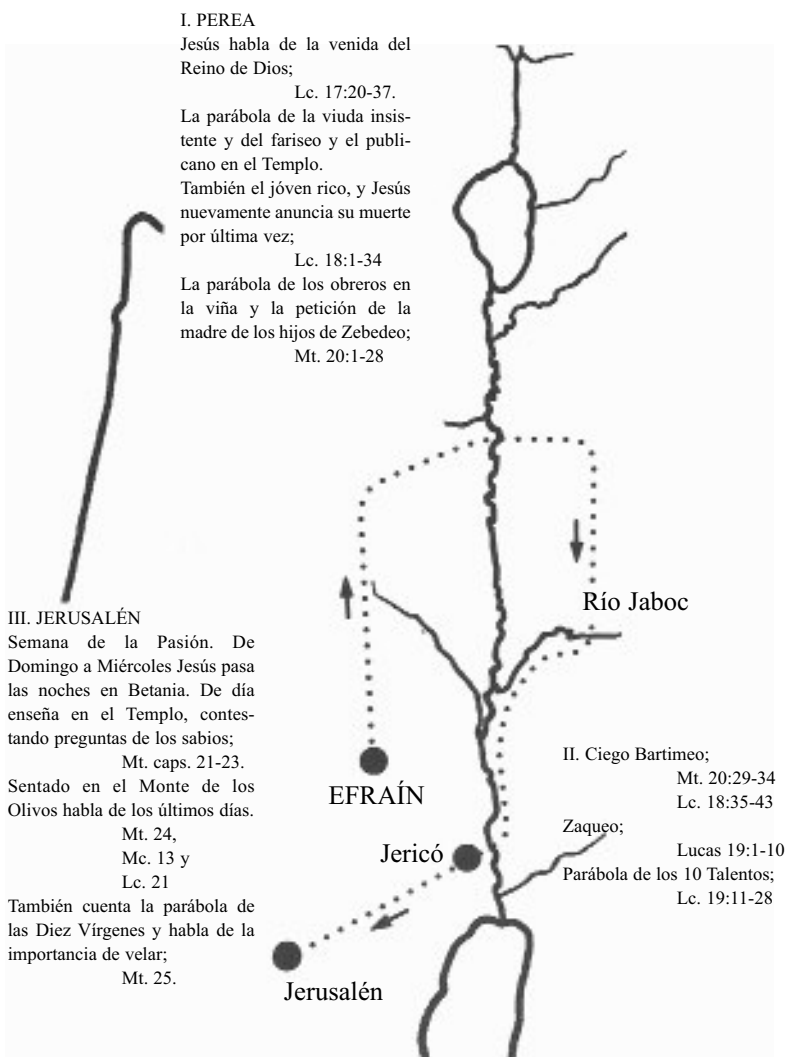 I. PEREA
Jesús habla de la venida del
Reino de Dios;
Lc. 17:20-37.
La parábola de la viuda insis-
tente y del fariseo y el publi-
cano en el Templo.
También el jóven rico, y Jesús
nuevamente anuncia su muerte
por última vez;
Lc. 18:1-34
La parábola de los obreros en
la viña y la petición de la
madre de los hijos de Zebedeo;
Mt. 20:1-28
Río Jaboc
III. JERUSALÉN
Semana de la Pasión. De
Domingo a Miércoles Jesús pasa
las noches en Betania. De día
enseña en el Templo, contes-
tando preguntas de los sabios;
Mt. caps. 21-23.
Sentado en el Monte de los
Olivos habla de los últimos días.
Mt. 24,
Mc. 13 y
Lc. 21
También cuenta la parábola de
las Diez Vírgenes y habla de la
importancia de velar;
Mt. 25.
EFRAÍN
Jericó
Jerusalén
II. Ciego Bartimeo;
Mt. 20:29-34
Lc. 18:35-43
Zaqueo;
Lucas 19:1-10
Parábola de los 10 Talentos;
Lc. 19:11-28